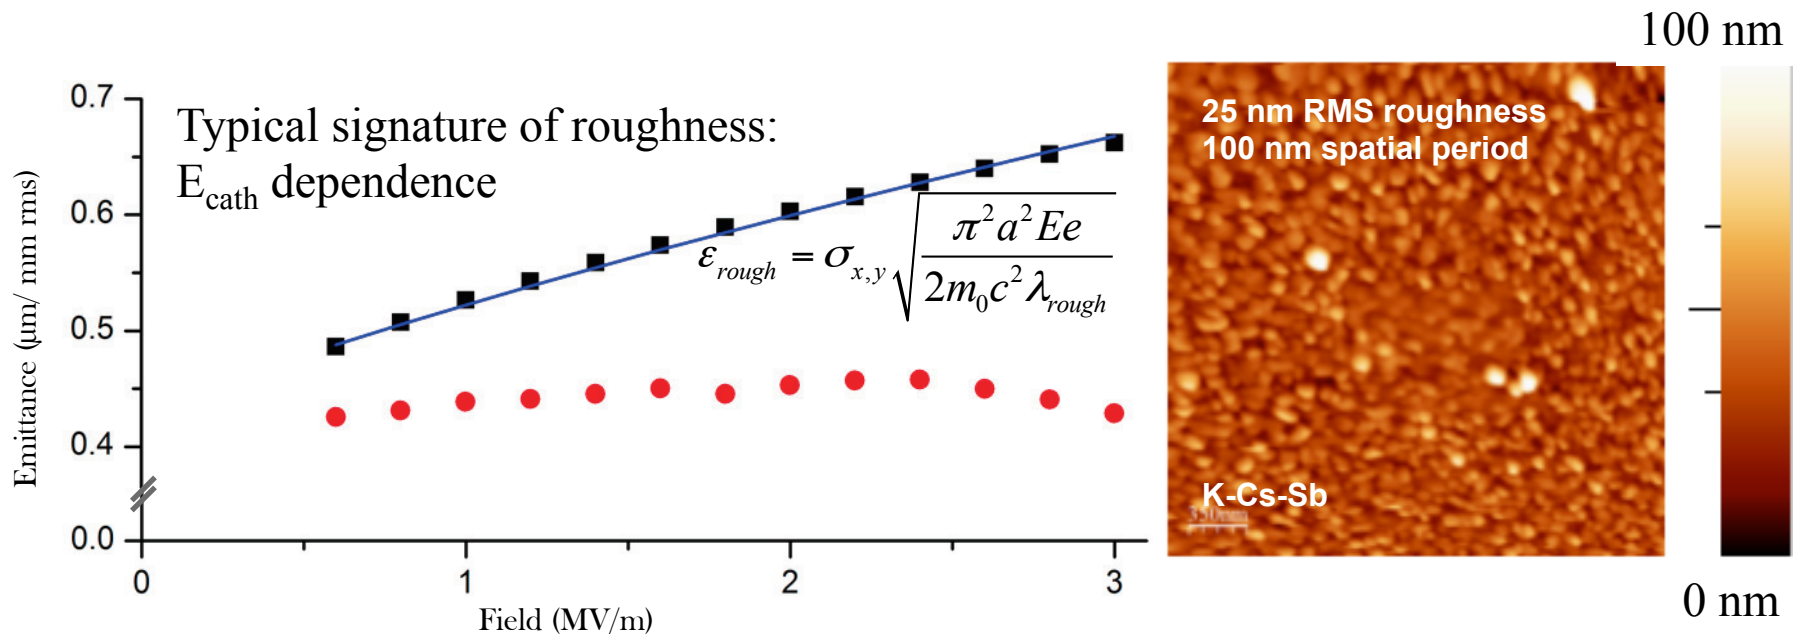 Typical signature of roughness:
E_cath dependence
0.7
0.6
0.5
0.4
0.0
Emittance (μm/ mm rms)
0
1
2
3
Field (MV/m)
ε_rough = σ_x,y √(π²a²Ee / 2m₀c²λ_rough)
25 nm RMS roughness
100 nm spatial period
K-Cs-Sb
350nm
100 nm
0 nm